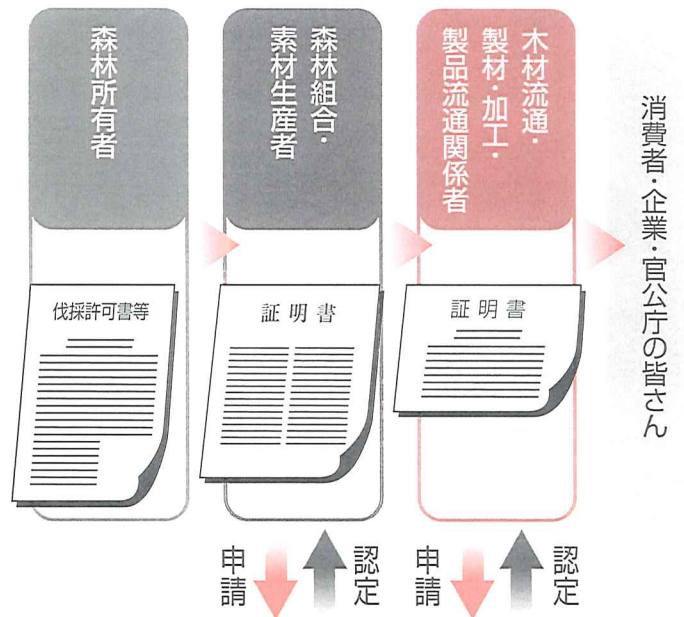 森林所有者
伐採許可書等
森林組合・
素材生産者
証明書
申請
認定
木材流通・
製材・加工・
製品流通関係者
証明書
申請
認定
消費者・企業・官公庁の皆さん